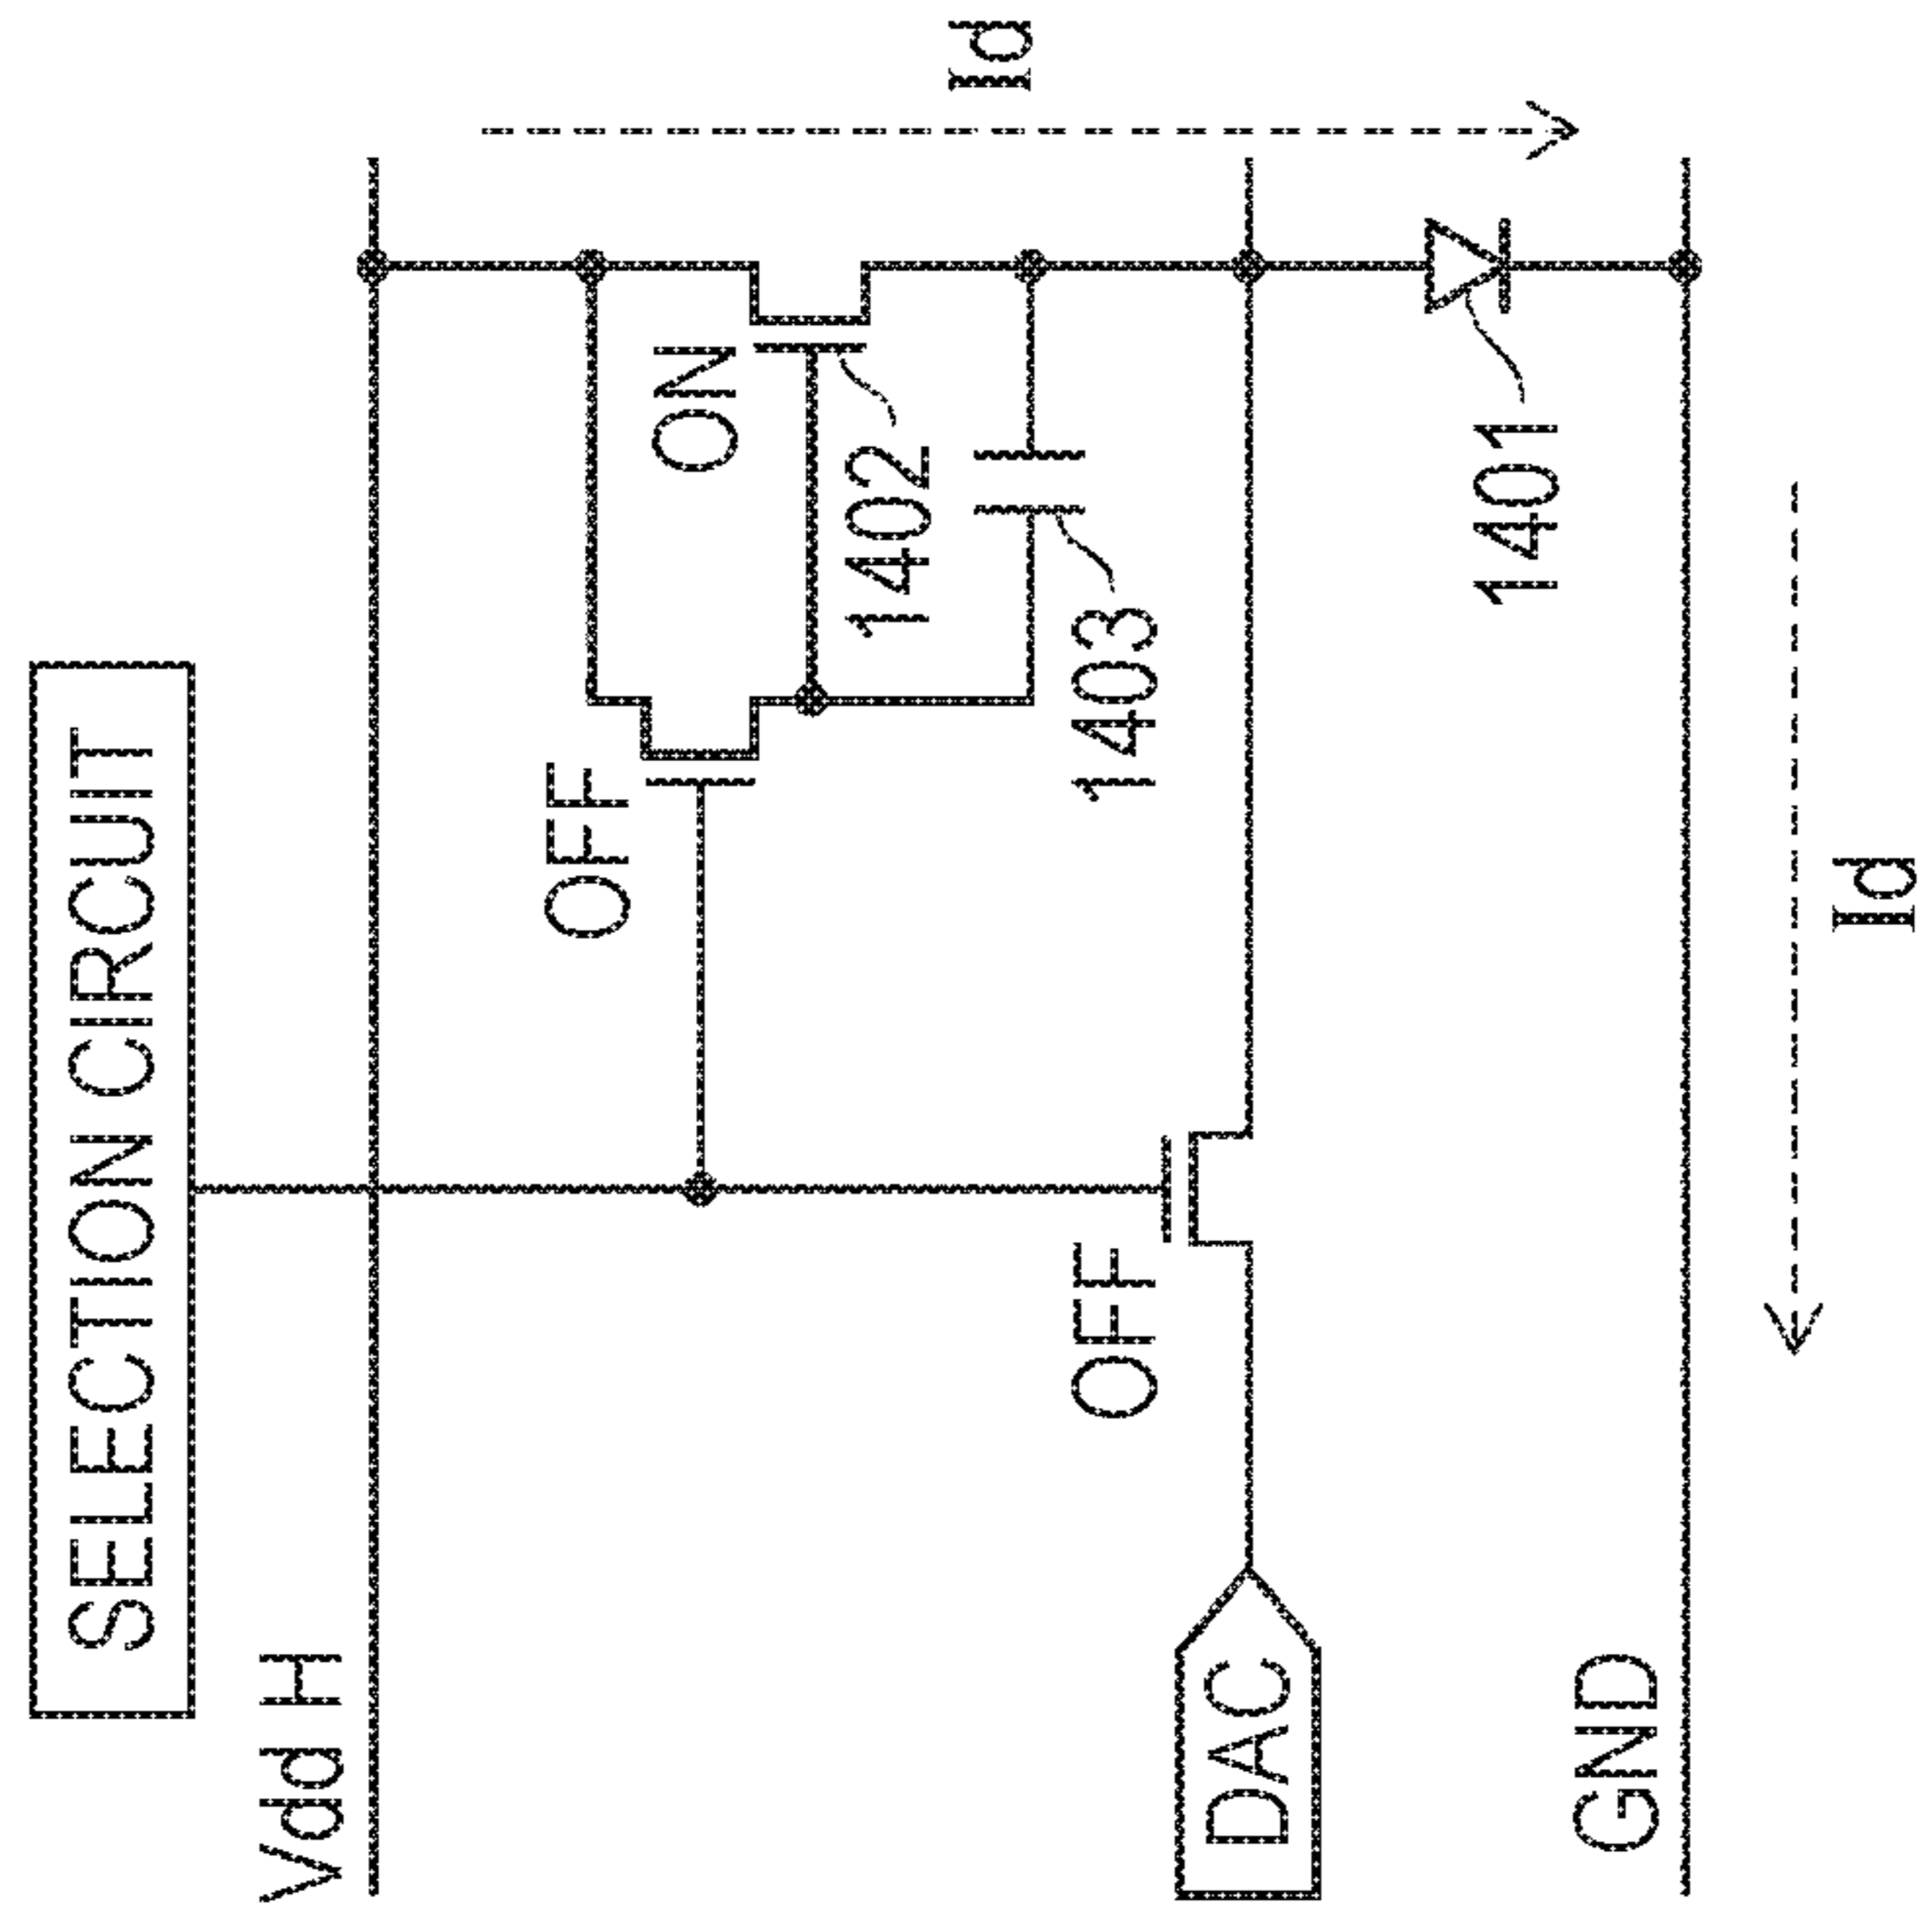 SELECTION CIRCUIT
Vdd H
OFF
ON
1402
1403
OFF
DAC
1401
GND
Id
Id